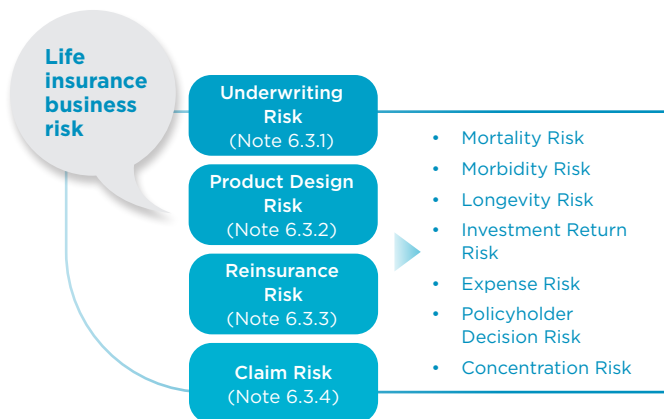 Life
insurance
business
risk
Underwriting
Risk
(Note 6.3.1)
Product Design
Risk
(Note 6.3.2)
Reinsurance
Risk
(Note 6.3.3)
Claim Risk
(Note 6.3.4)
• Mortality Risk
• Morbidity Risk
• Longevity Risk
• Investment Return
Risk
• Expense Risk
• Policyholder
Decision Risk
• Concentration Risk